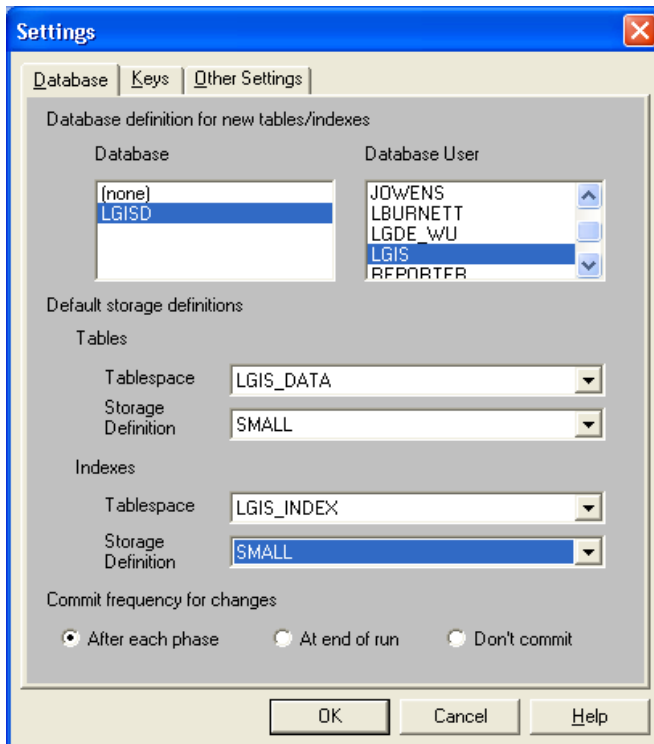 Settings
Database Keys Other Settings
Database definition for new tables/indexes
Database Database User
(none)
LGISD
JOWENS
LBURNETT
LGDE_WU
LGIS
REPORTER
Default storage definitions
Tables
Tablespace LGIS_DATA
Storage Definition SMALL
Indexes
Tablespace LGIS_INDEX
Storage Definition SMALL
Commit frequency for changes
After each phase At end of run Don't commit
OK Cancel Help